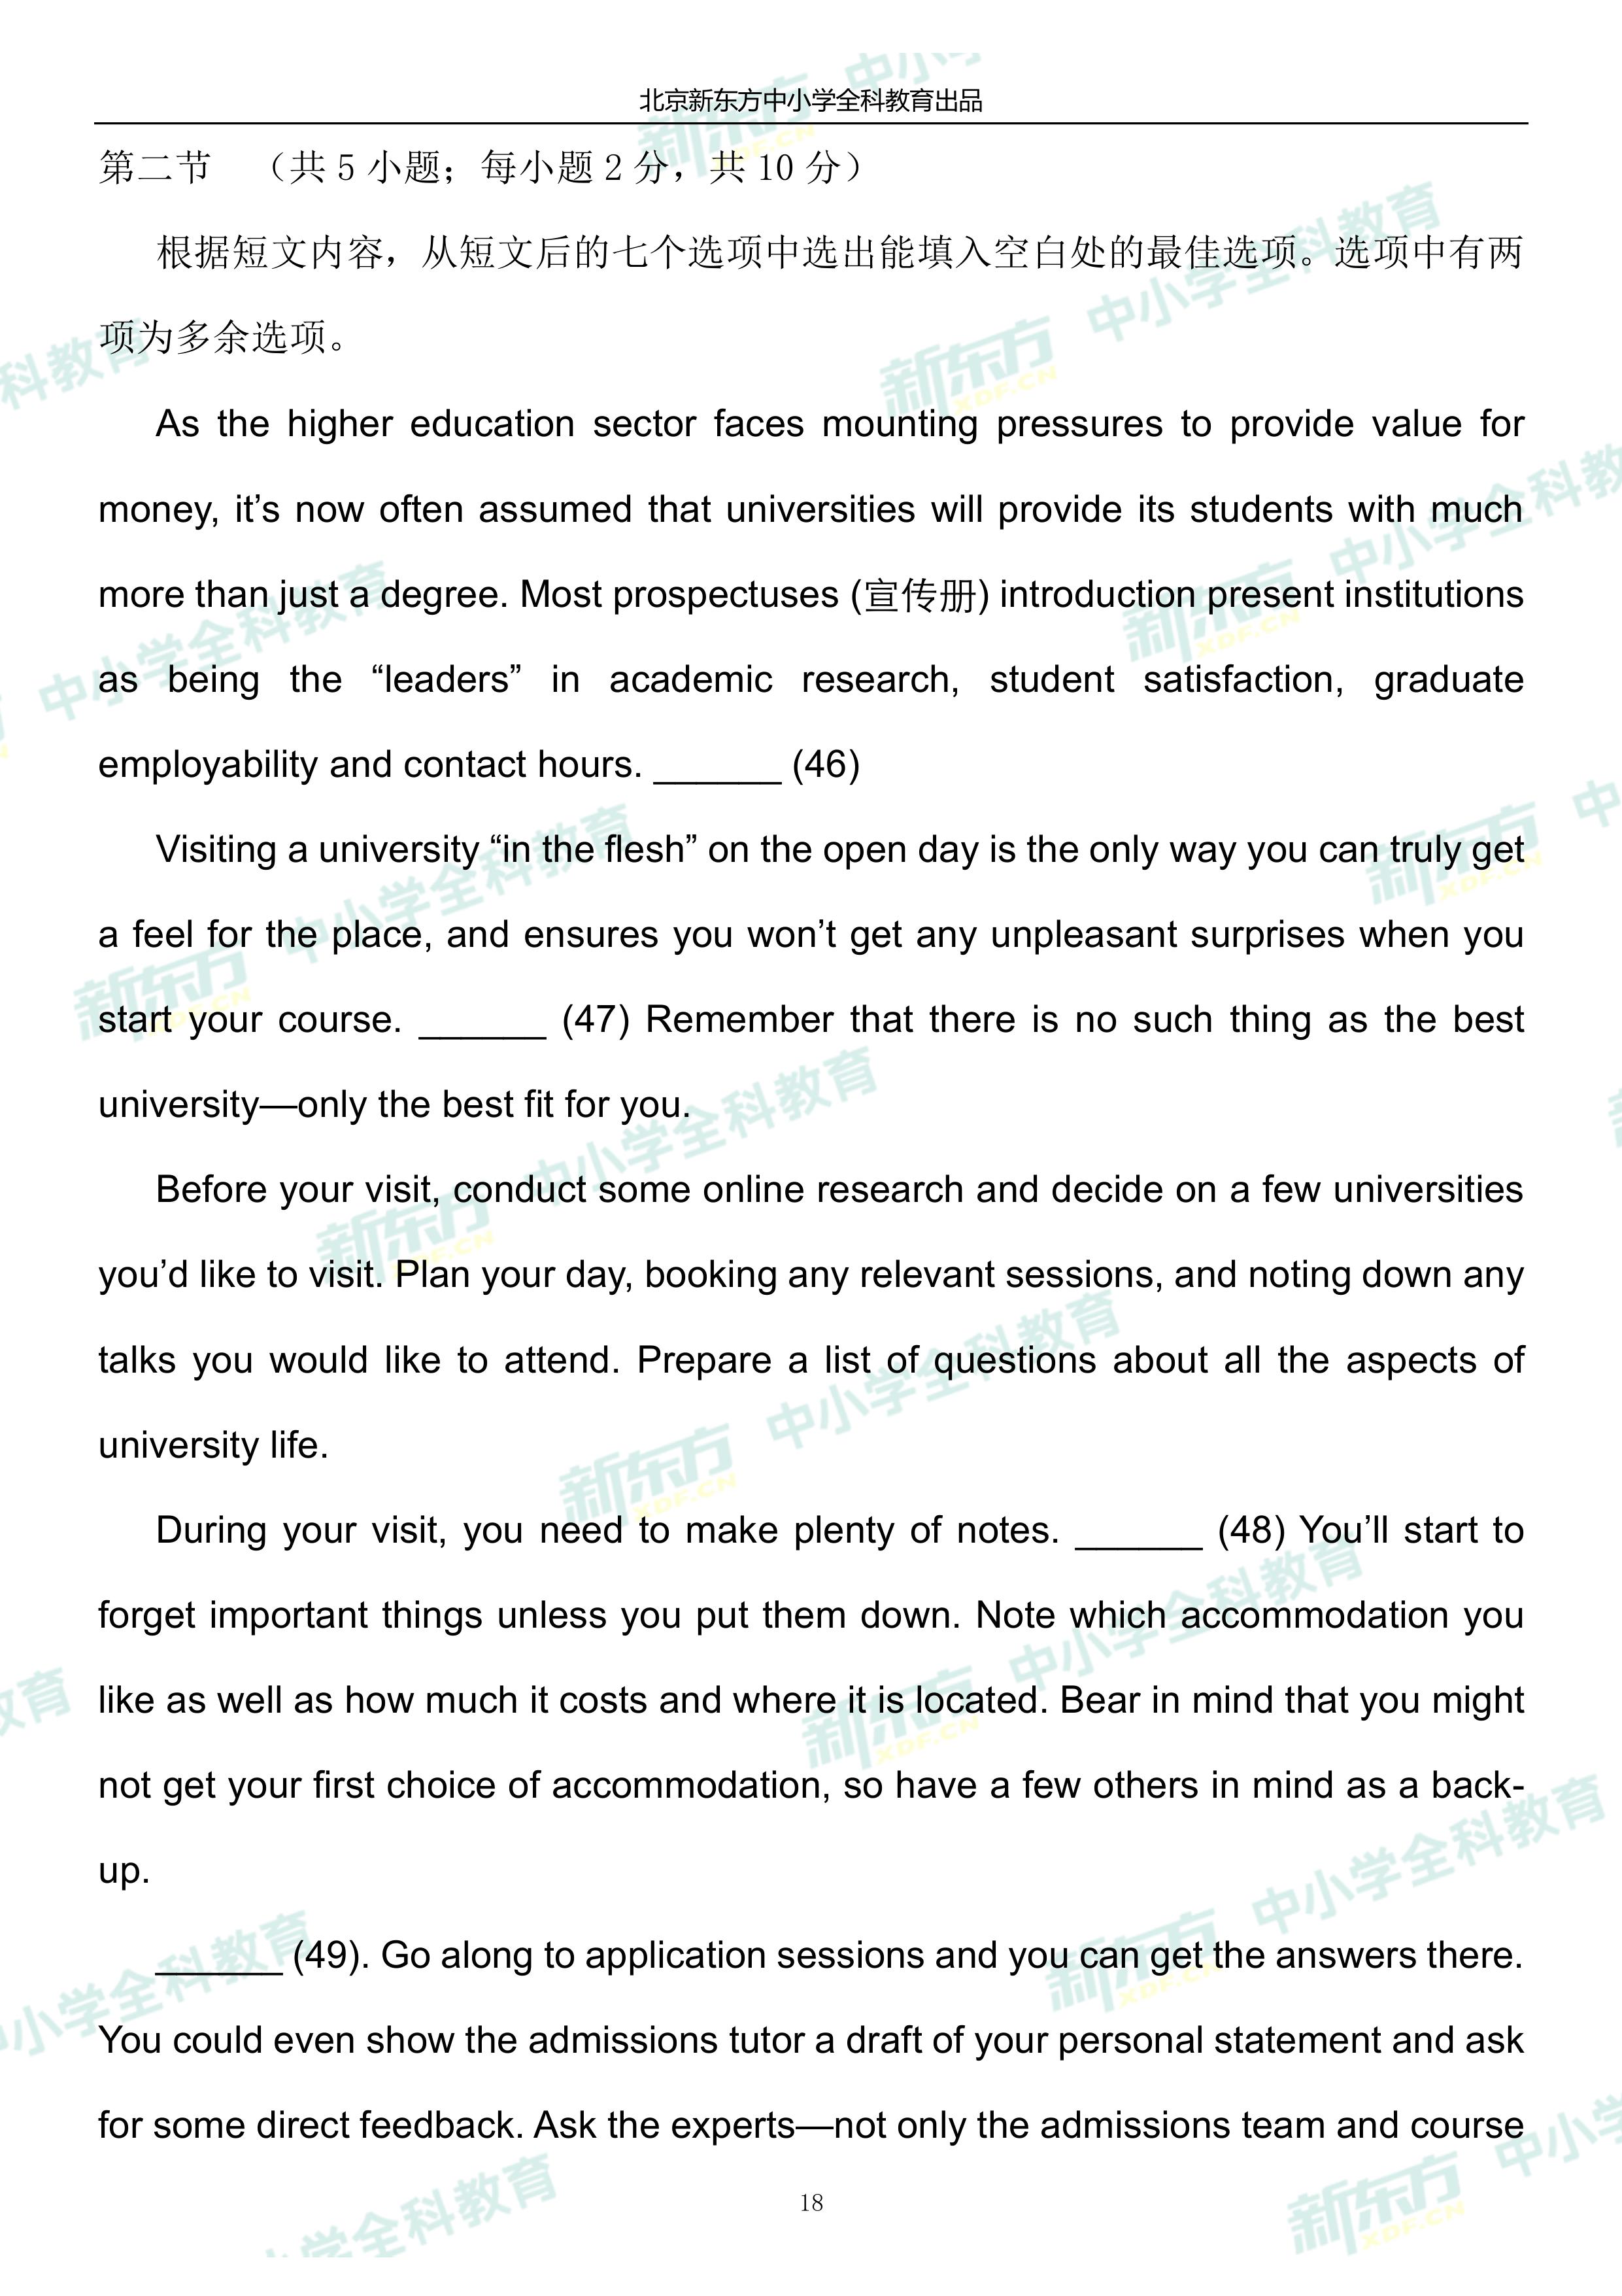 北京新东方中小学全科教育出品
第二节 （共 5 小题；每小题 2 分，共 10 分）
根据短文内容，从短文后的七个选项中选出能填入空白处的最佳选项。选项中有两
项为多余选项。
As the higher education sector faces mounting pressures to provide value for
money, it’s now often assumed that universities will provide its students with much
more than just a degree. Most prospectuses (宣传册) introduction present institutions
as being the “leaders” in academic research, student satisfaction, graduate
employability and contact hours. ______ (46)
Visiting a university “in the flesh” on the open day is the only way you can truly get
a feel for the place, and ensures you won’t get any unpleasant surprises when you
start your course. ______ (47) Remember that there is no such thing as the best
university—only the best fit for you.
Before your visit, conduct some online research and decide on a few universities
you’d like to visit. Plan your day, booking any relevant sessions, and noting down any
talks you would like to attend. Prepare a list of questions about all the aspects of
university life.
During your visit, you need to make plenty of notes. ______ (48) You’ll start to
forget important things unless you put them down. Note which accommodation you
like as well as how much it costs and where it is located. Bear in mind that you might
not get your first choice of accommodation, so have a few others in mind as a back-
up.
______ (49). Go along to application sessions and you can get the answers there.
You could even show the admissions tutor a draft of your personal statement and ask
for some direct feedback. Ask the experts—not only the admissions team and course
18